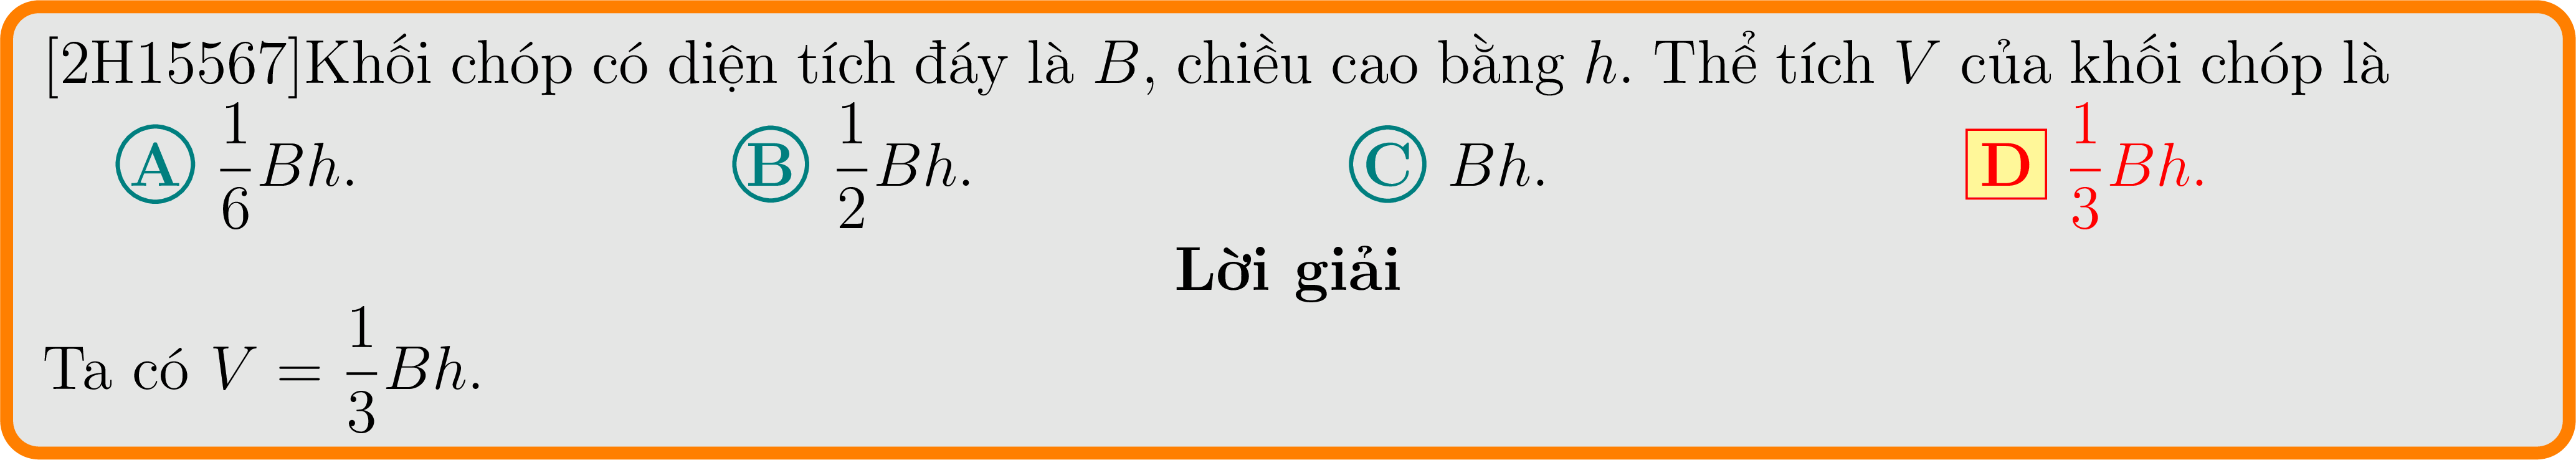 [2H15567]Khối chóp có diện tích đáy là B, chiều cao bằng h. Thể tích V của khối chóp là
A $\frac{1}{6}Bh.$ B $\frac{1}{2}Bh.$ C $Bh.$ D $\frac{1}{3}Bh.$
Lời giải
Ta có $V = \frac{1}{3}Bh.$